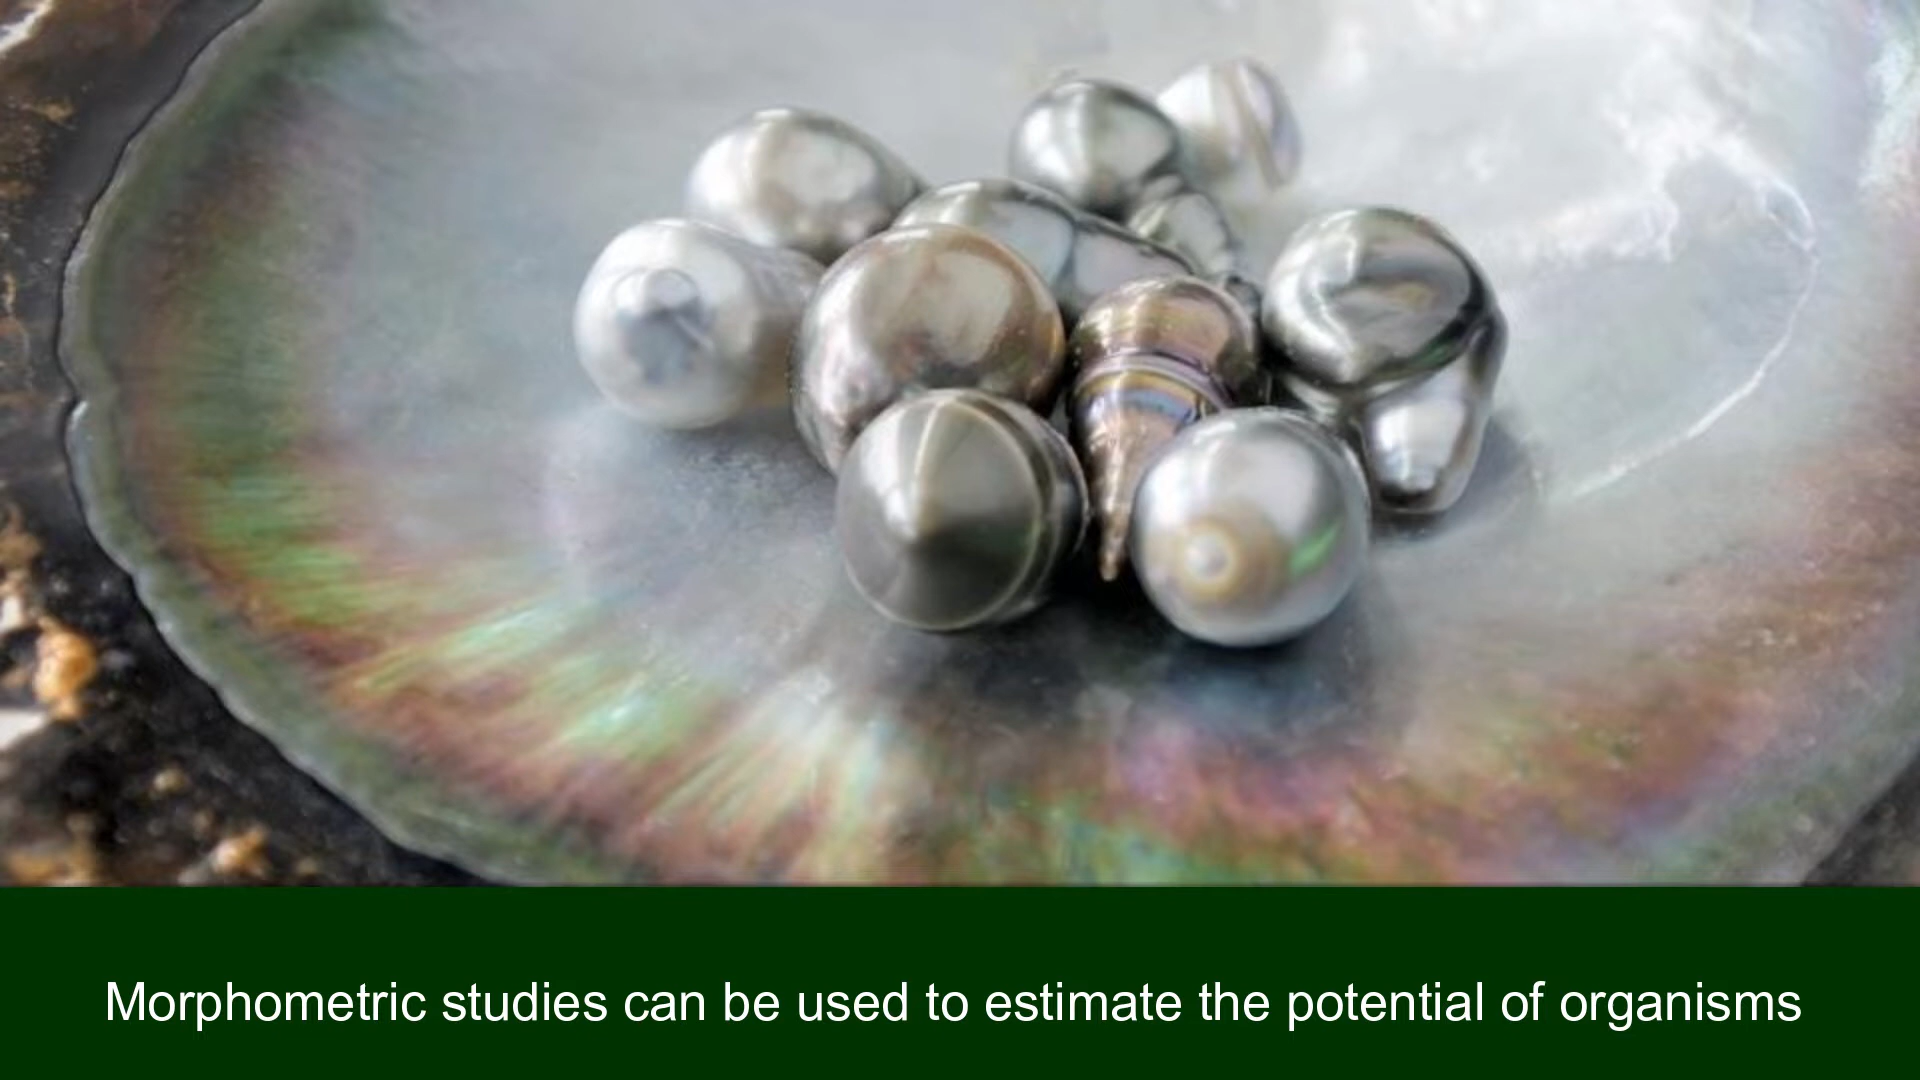 Morphometric studies can be used to estimate the potential of organisms